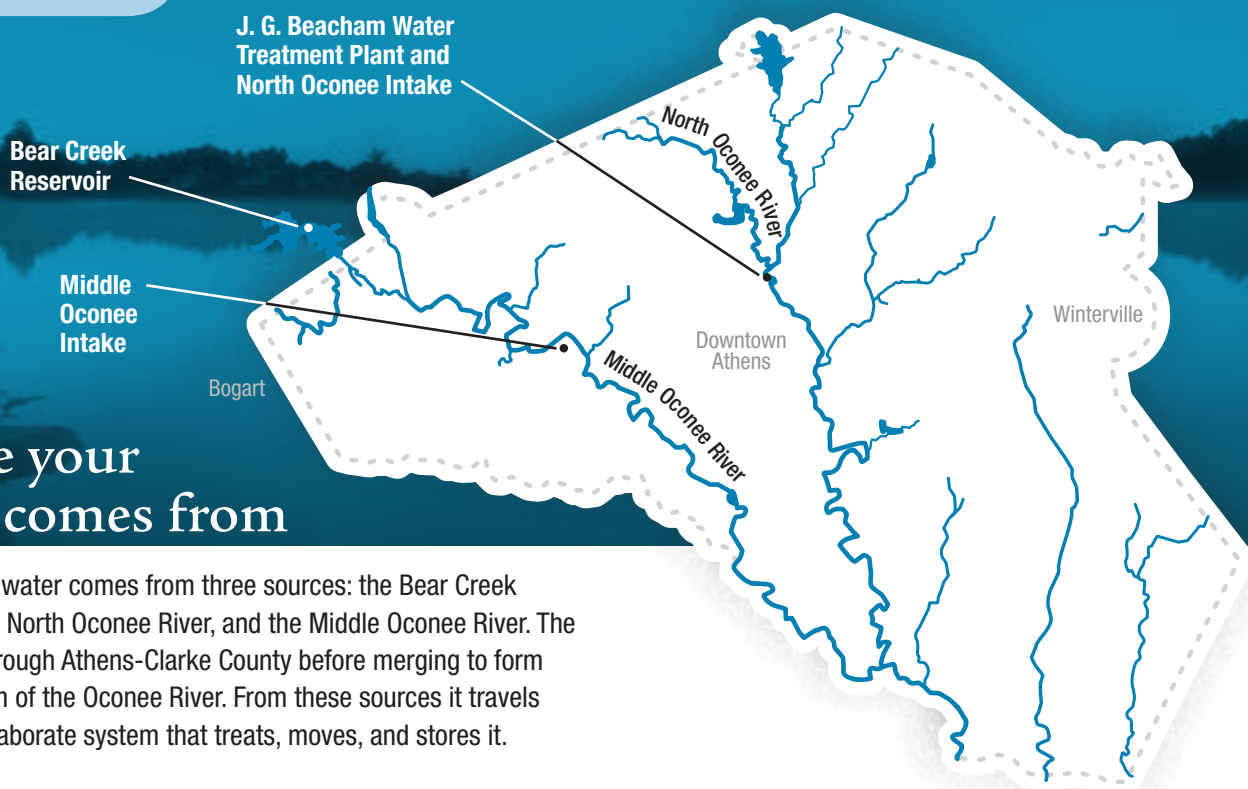 J. G. Beacham Water
Treatment Plant and
North Oconee Intake
Bear Creek
Reservoir
Middle
Oconee
Intake
North Oconee River
Middle Oconee River
Downtown
Athens
Winterville
Bogart
e your
comes from
water comes from three sources: the Bear Creek
North Oconee River, and the Middle Oconee River. The
rough Athens-Clarke County before merging to form
of the Oconee River. From these sources it travels
aborate system that treats, moves, and stores it.